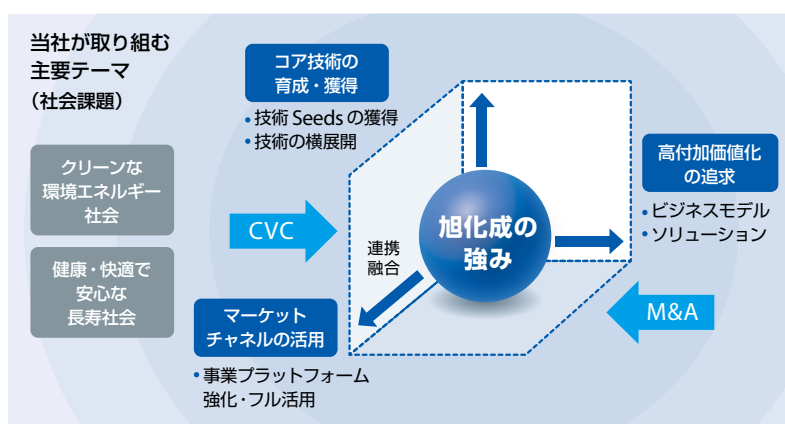 当社が取り組む
主要テーマ
（社会課題）
クリーンな
環境エネルギー
社会
健康・快適で
安心な
長寿社会
コア技術の
育成・獲得
・技術 Seeds の獲得
・技術の横展開
CVC
連携
融合
旭化成の
強み
高付加価値化
の追求
・ビジネスモデル
・ソリューション
M&A
マーケット
チャネルの活用
・事業プラットフォーム
強化・フル活用